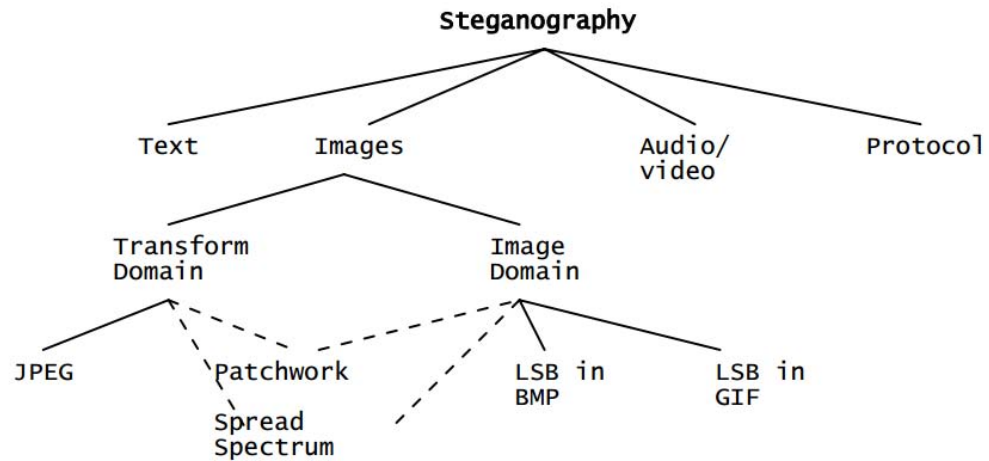 Steganography
Text
Images
Audio/
video
Protocol
Transform
Domain
Image
Domain
JPEG
Patchwork
LSB in
BMP
LSB in
GIF
Spread
Spectrum